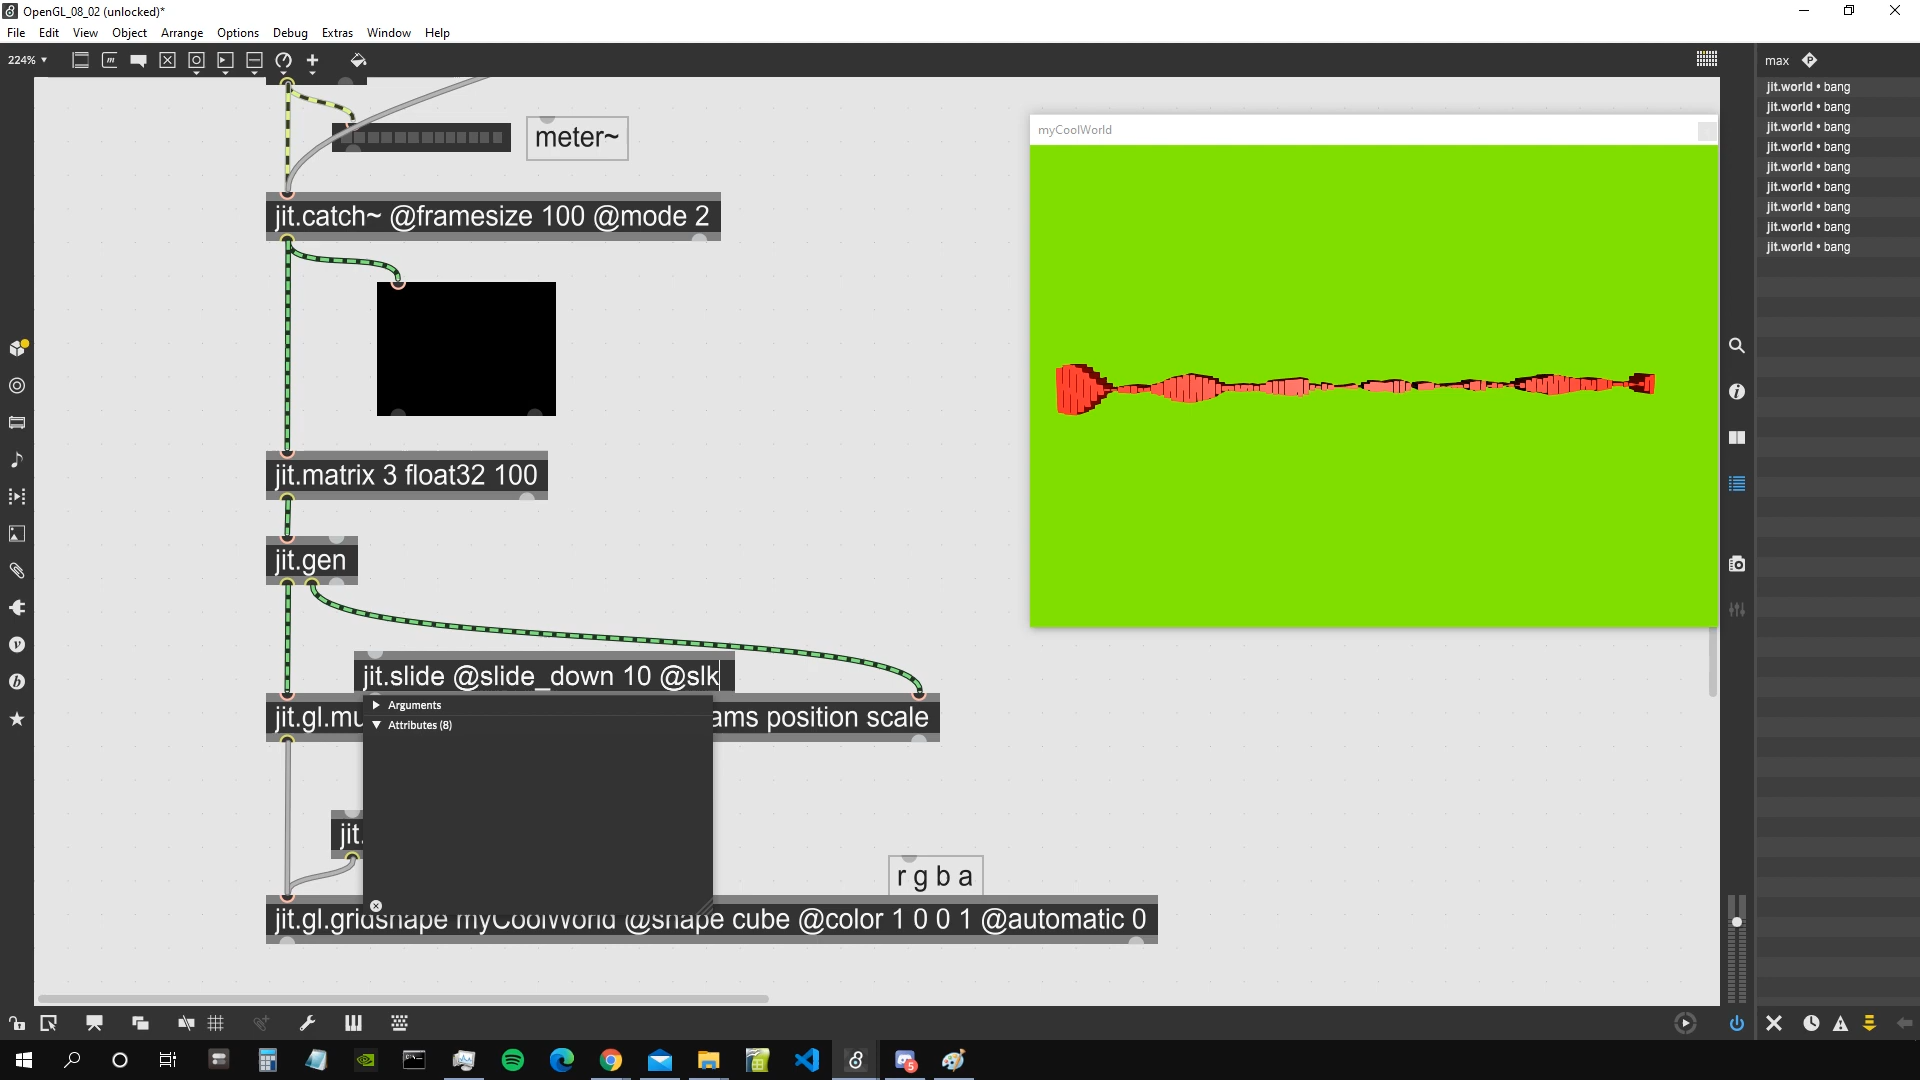 OpenGL_08_02 (unlocked)*
File Edit View Object Arrange Options Debug Extras Window Help
224%
max
jit.world • bang
jit.world • bang
jit.world • bang
jit.world • bang
jit.world • bang
jit.world • bang
jit.world • bang
jit.world • bang
jit.world • bang
meter~
myCoolWorld
jit.catch~ @framesize 100 @mode 2
jit.matrix 3 float32 100
jit.gen
jit.slide @slide_down 10 @slk
Arguments
Attributes (8)
jit.gl.mu
ams position scale
jit.
r g b a
jit.gl.gridshape myCoolWorld @shape cube @color 1 0 0 1 @automatic 0